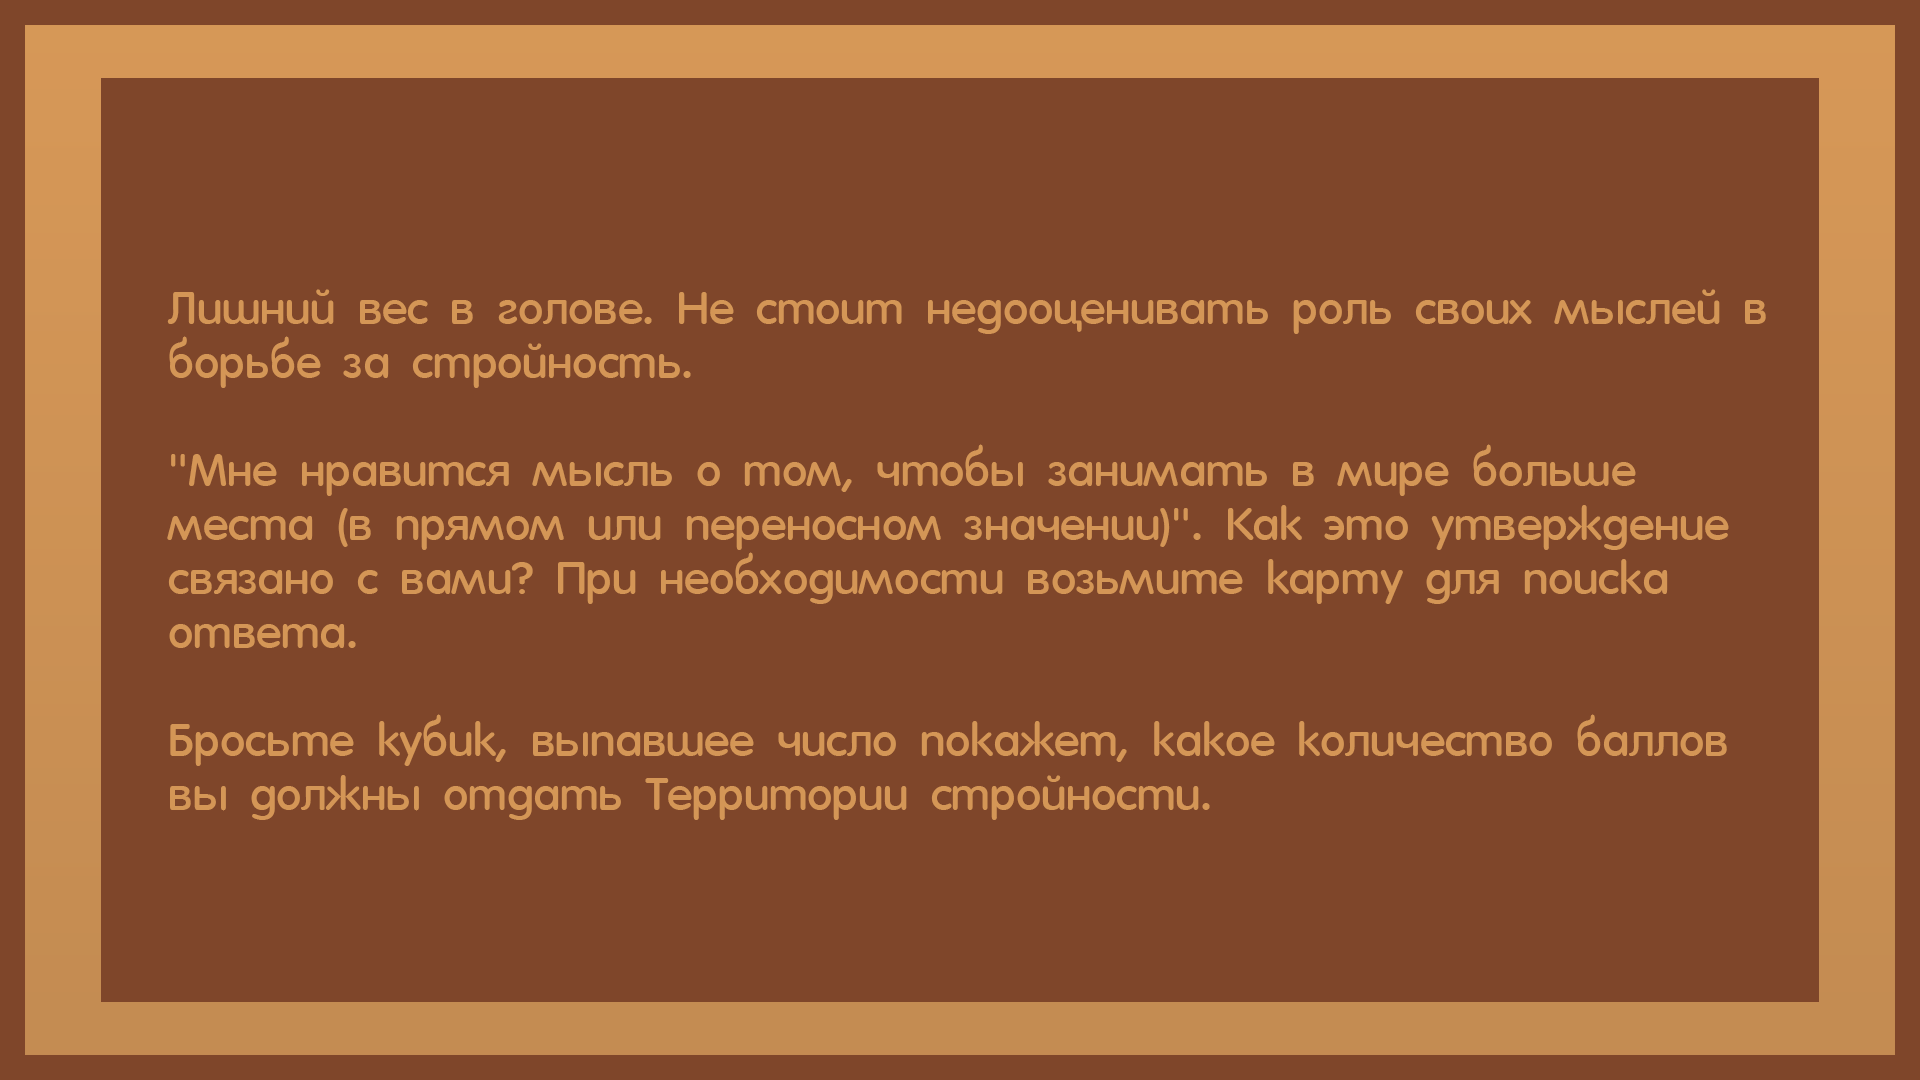 Лишний вес в голове. Не стоит недооценивать роль своих мыслей в
борьбе за стройность.
"Мне нравится мысль о том, чтобы занимать в мире больше
места (в прямом или переносном значении)". Как это утверждение
связано с вами? При необходимости возьмите карту для поиска
ответа.
Бросьте кубик, выпавшее число покажет, какое количество баллов
вы должны отдать Территории стройности.